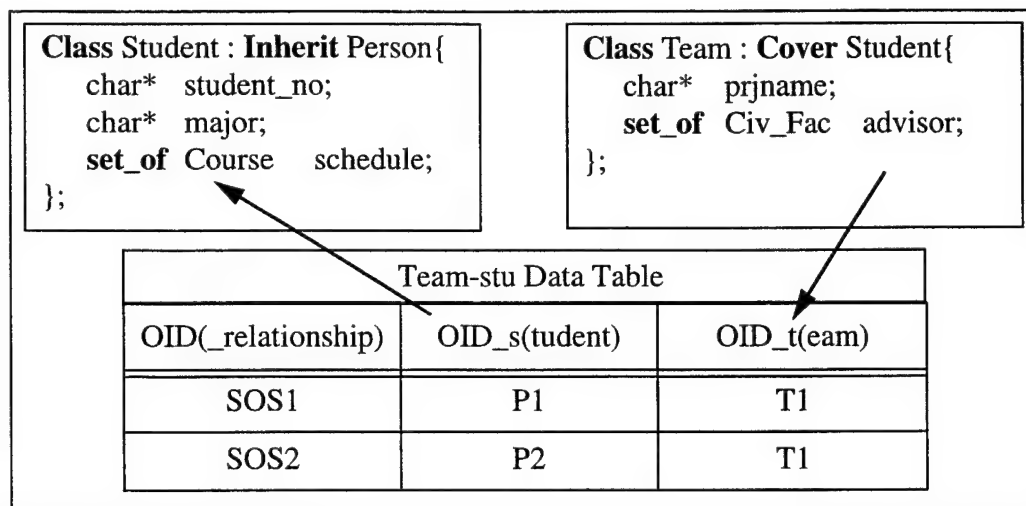 Class Student : Inherit Person{
char* student_no;
char* major;
set_of Course schedule;
};
Class Team : Cover Student{
char* prjname;
set_of Civ_Fac advisor;
};
Team-stu Data Table
OID(_relationship) OID_s(tudent) OID_t(eam)
SOS1 P1 T1
SOS2 P2 T1